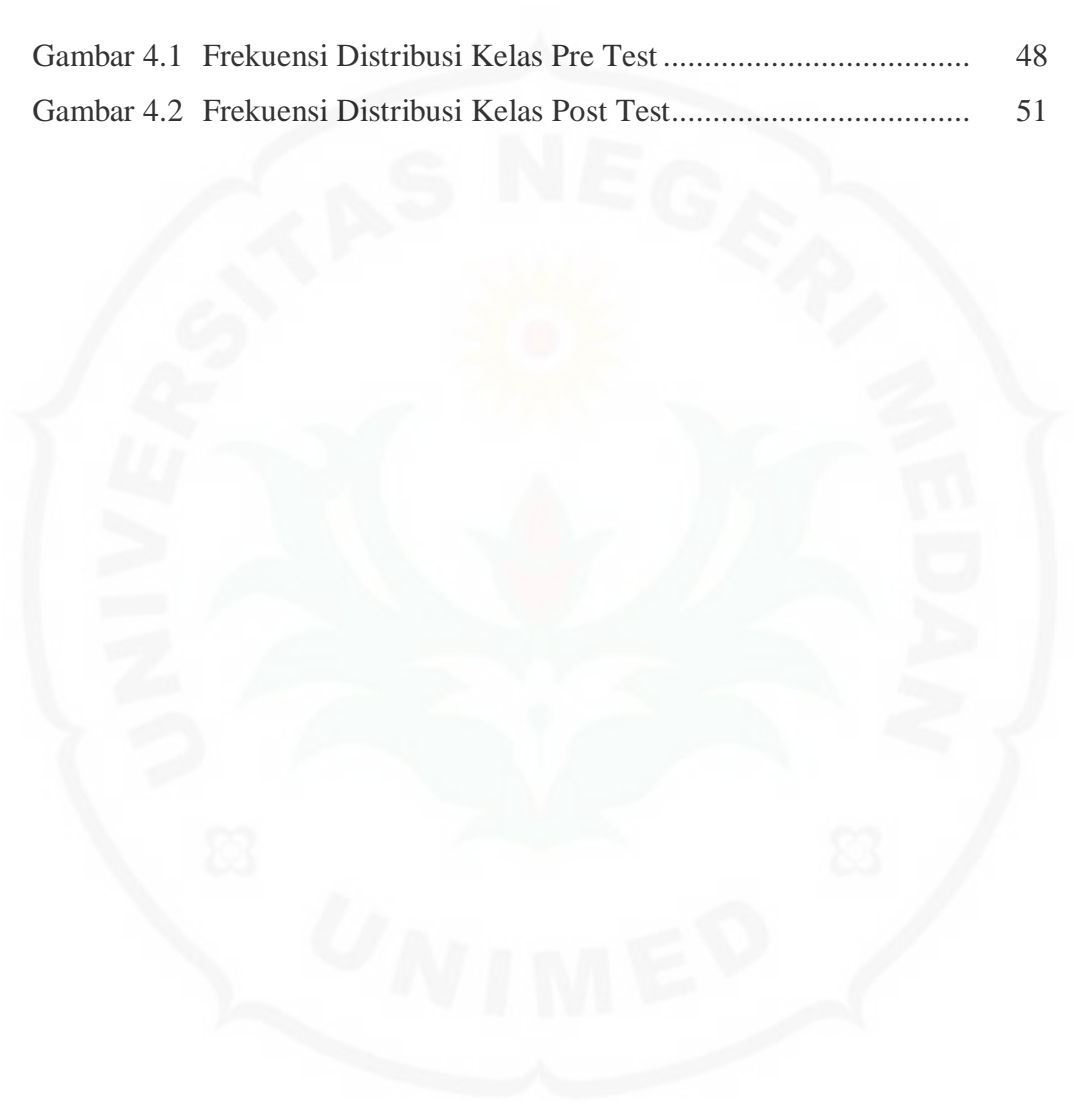 Gambar 4.1 Frekuensi Distribusi Kelas Pre Test ..................................... 48
Gambar 4.2 Frekuensi Distribusi Kelas Post Test.................................... 51
UNIVERSITAS NEGERI MEDAN
UNIMED